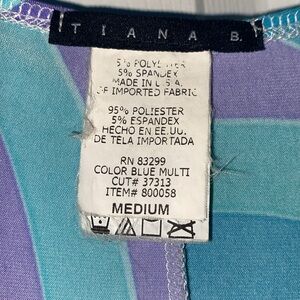 TIANA B.
5% SPANDEX
MADE IN U.S.A.
OF IMPORTED FABRIC
95% POLIESTER
5% ESPANDEX
HECHO EN EE.UU.
DE TELA IMPORTADA
RN 83299
COLOR BLUE MULTI
CUT# 37313
ITEM# 800058
MEDIUM